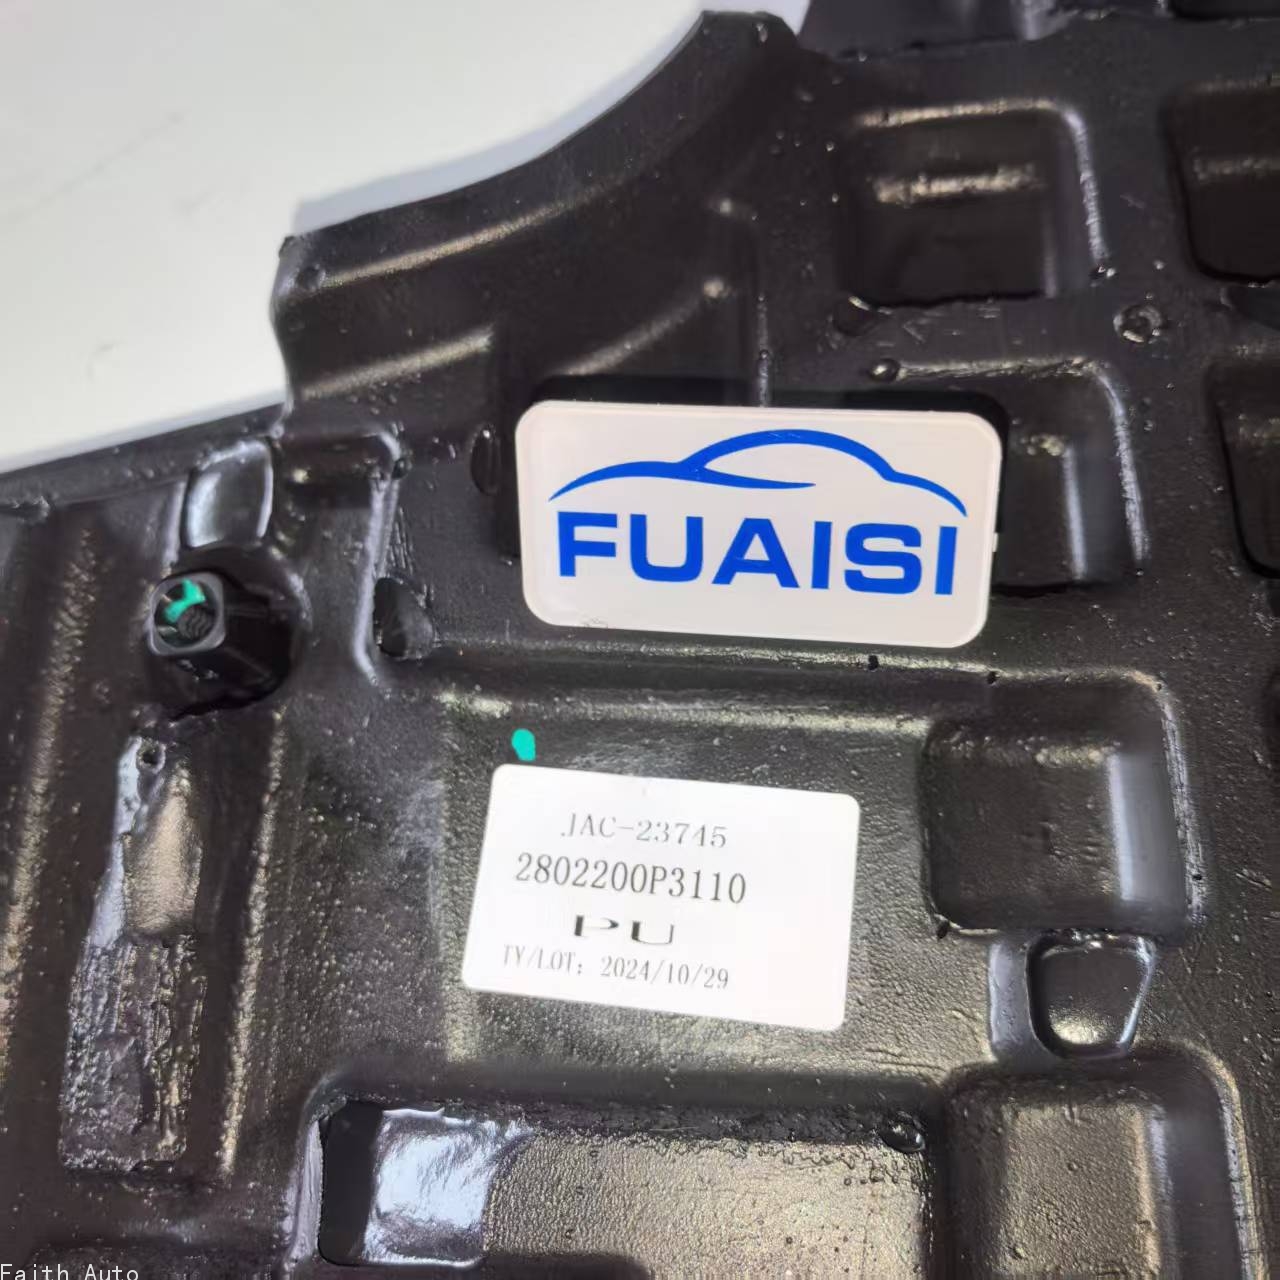 FUAISI
JAC-23745
2802200P3110
PU
TY/LOT: 2024/10/29
Faith Auto